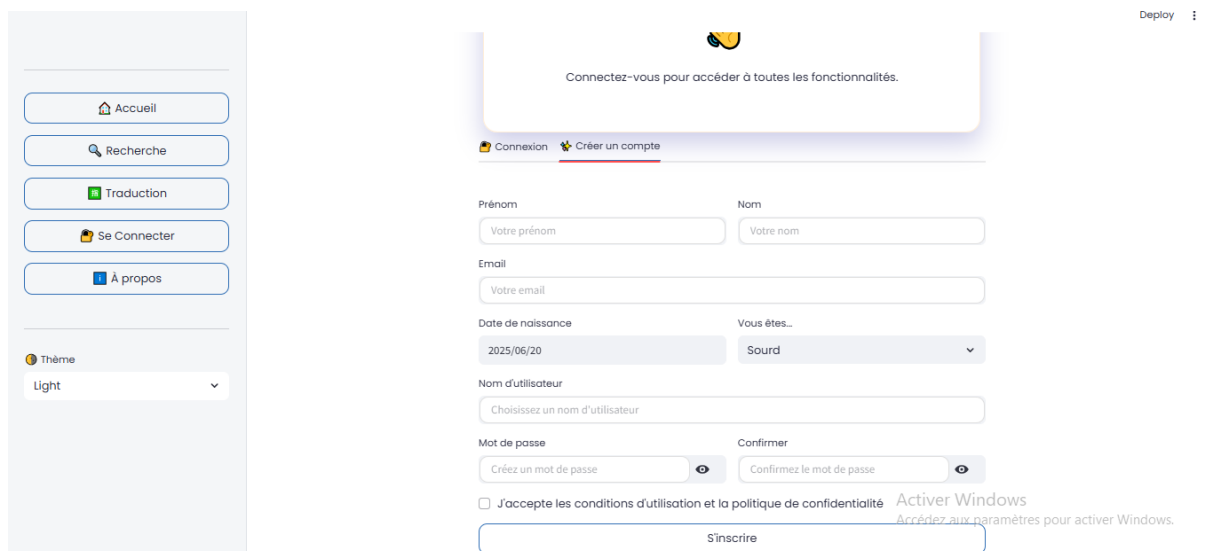 Deploy
Connectez-vous pour accéder à toutes les fonctionnalités.
Accueil
Recherche
Traduction
Se Connecter
À propos
Thème
Light
Connexion Créer un compte
Prénom Nom
Votre prénom Votre nom
Email
Votre email
Date de naissance Vous êtes...
2025/06/20 Sourd
Nom d'utilisateur
Choisissez un nom d'utilisateur
Mot de passe Confirmer
Créez un mot de passe Confirmez le mot de passe
J'accepte les conditions d'utilisation et la politique de confidentialité
S'inscrire
Activer Windows
Accédez aux paramètres pour activer Windows.